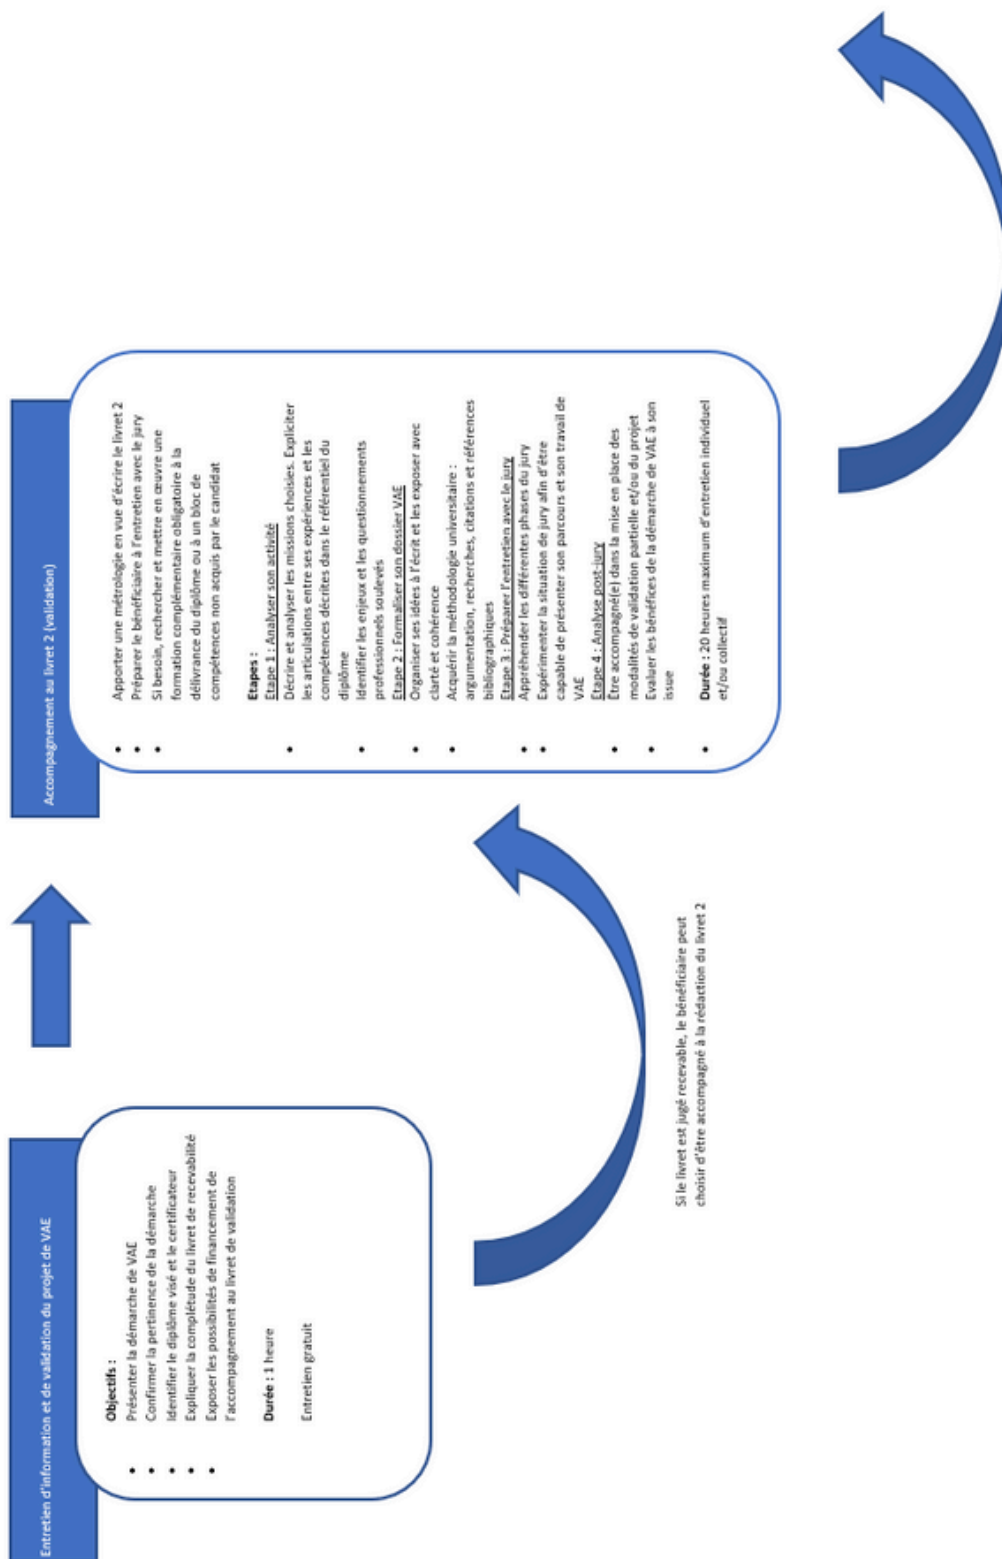 Entretien d'information et de validation du projet de VAE
Objectifs :
• Présenter la démarche de VAE
• Confirmer la pertinence de la démarche
• Identifier le diplôme visé et le certificateur
• Expliquer la complétude du livret de recevabilité
• Exposer les possibilités de financement de
l'accompagnement au livret de validation
Durée : 1 heure
Entretien gratuit
Si le livret est jugé recevable, le bénéficiaire peut
choisir d'être accompagné à la rédaction du livret 2
Accompagnement au livret 2 (validation)
• Apporter une métrologie en vue d'écrire le livret 2
• Préparer le bénéficiaire à l'entretien avec le jury
• Si besoin, rechercher et mettre en œuvre une
formation complémentaire obligatoire à la
délivrance du diplôme ou à un bloc de
compétences non acquis par le candidat
Etapes :
Etape 1 : Analyser son activité
• Décrire et analyser les missions choisies. Expliciter
les articulations entre ses expériences et les
compétences décrites dans le référentiel du
diplôme
• Identifier les enjeux et les questionnements
professionnels soulevés
Etape 2 : Formaliser son dossier VAE
• Organiser ses idées à l'écrit et les exposer avec
clarté et cohérence
• Acquérir la méthodologie universitaire :
argumentation, recherches, citations et références
bibliographiques
Etape 3 : Préparer l'entretien avec le jury
• Appréhender les différentes phases du jury
• Expérimenter la situation de jury afin d'être
capable de présenter son parcours et son travail de
VAE
Etape 4 : Analyse post-jury
• Être accompagné(e) dans la mise en place des
modalités de validation partielle et/ou du projet
• Evaluer les bénéfices de la démarche de VAE à son
issue
• Durée : 20 heures maximum d'entretien individuel
et/ou collectif